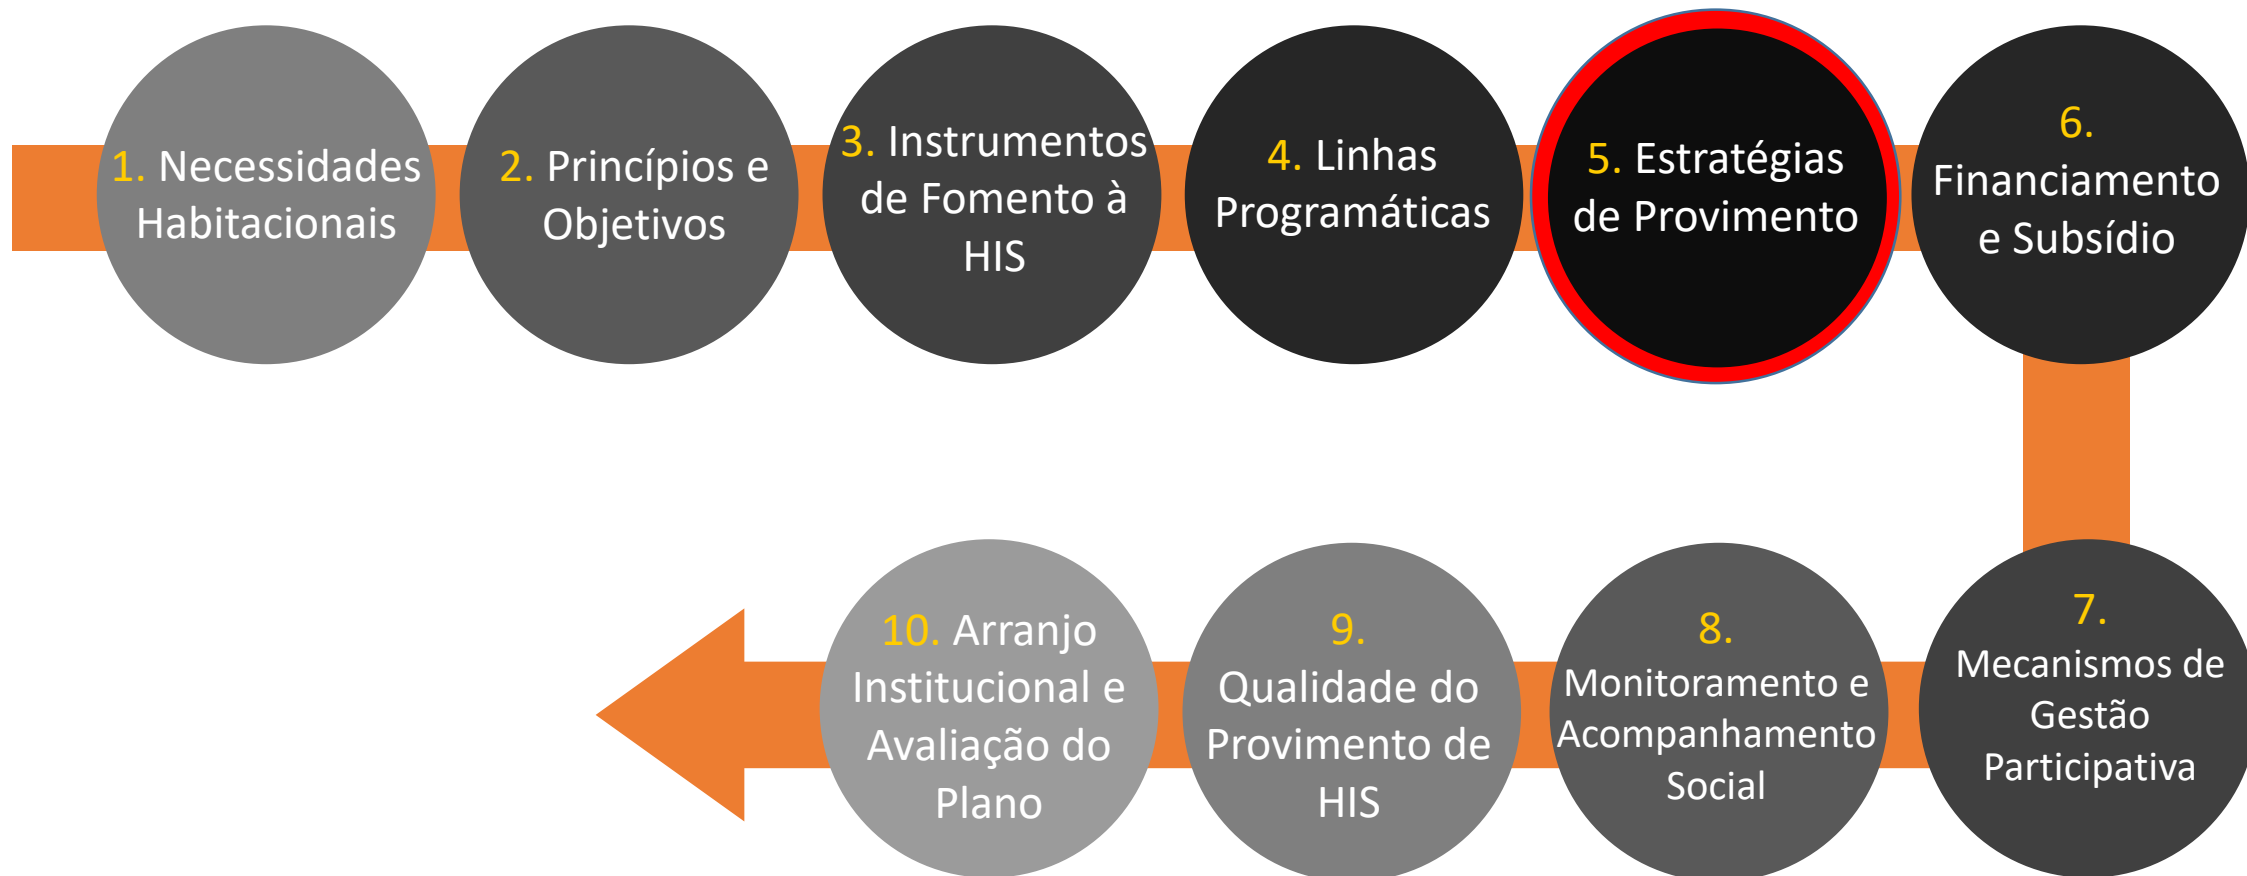 1. Necessidades
Habitacionais
2. Princípios e
Objetivos
3. Instrumentos
de Fomento à
HIS
4. Linhas
Programáticas
5. Estratégias
de Provimento
6.
Financiamento
e Subsídio
7.
Mecanismos de
Gestão
Participativa
8.
Monitoramento e
Acompanhamento
Social
9.
Qualidade do
Provimento de
HIS
10. Arranjo
Institucional e
Avaliação do
Plano